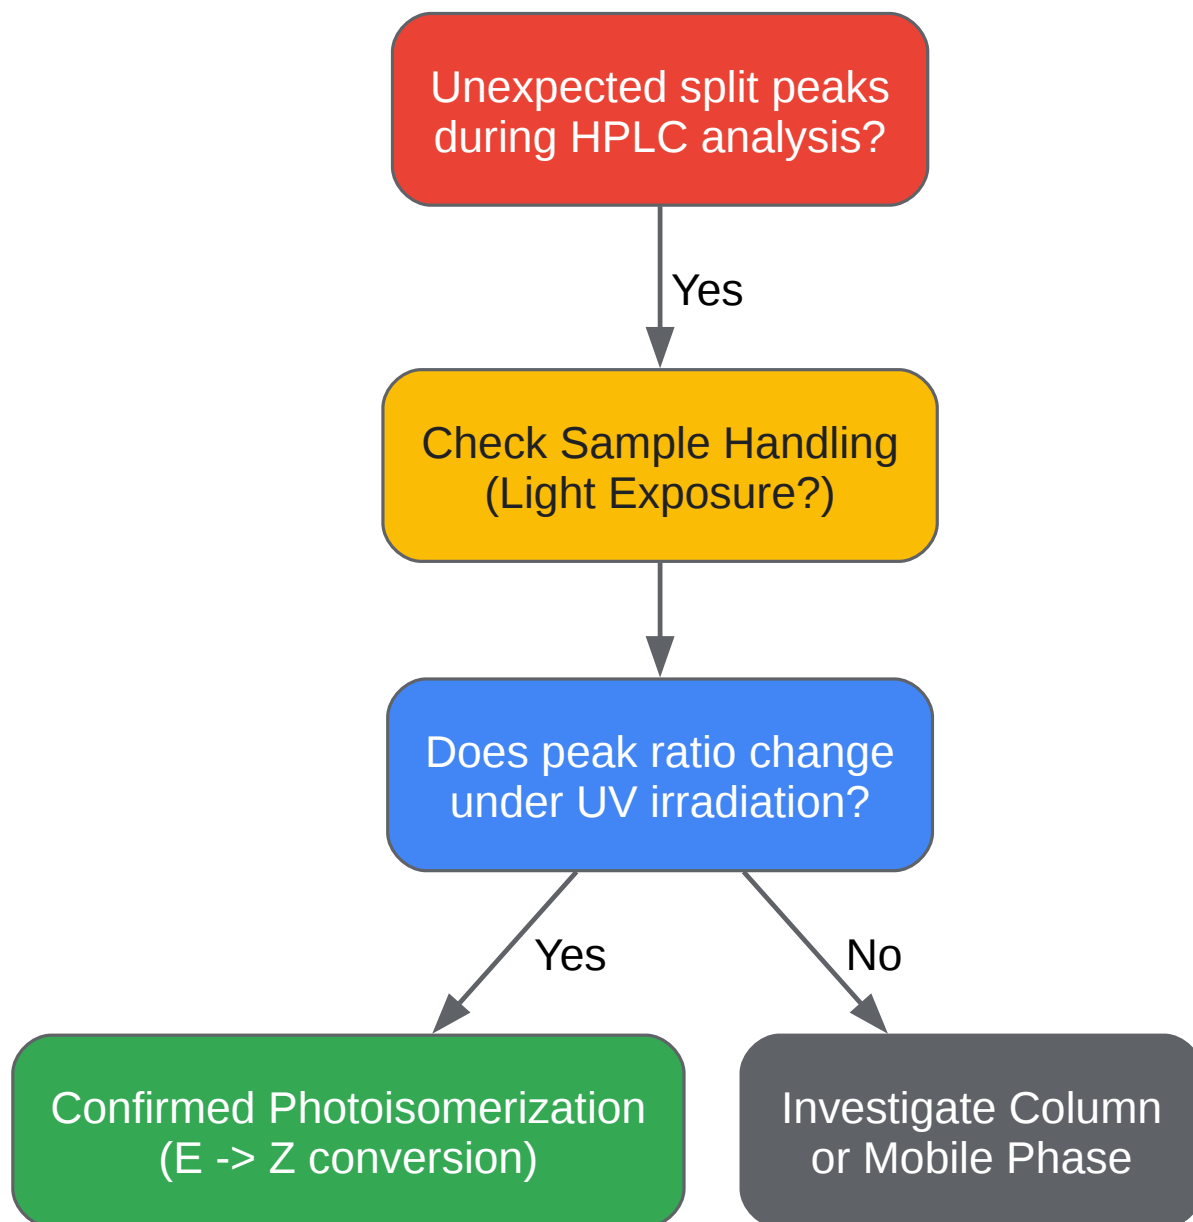 Unexpected split peaks
during HPLC analysis?
Yes
Check Sample Handling
(Light Exposure?)
Does peak ratio change
under UV irradiation?
Yes
No
Confirmed Photoisomerization
(E -> Z conversion)
Investigate Column
or Mobile Phase